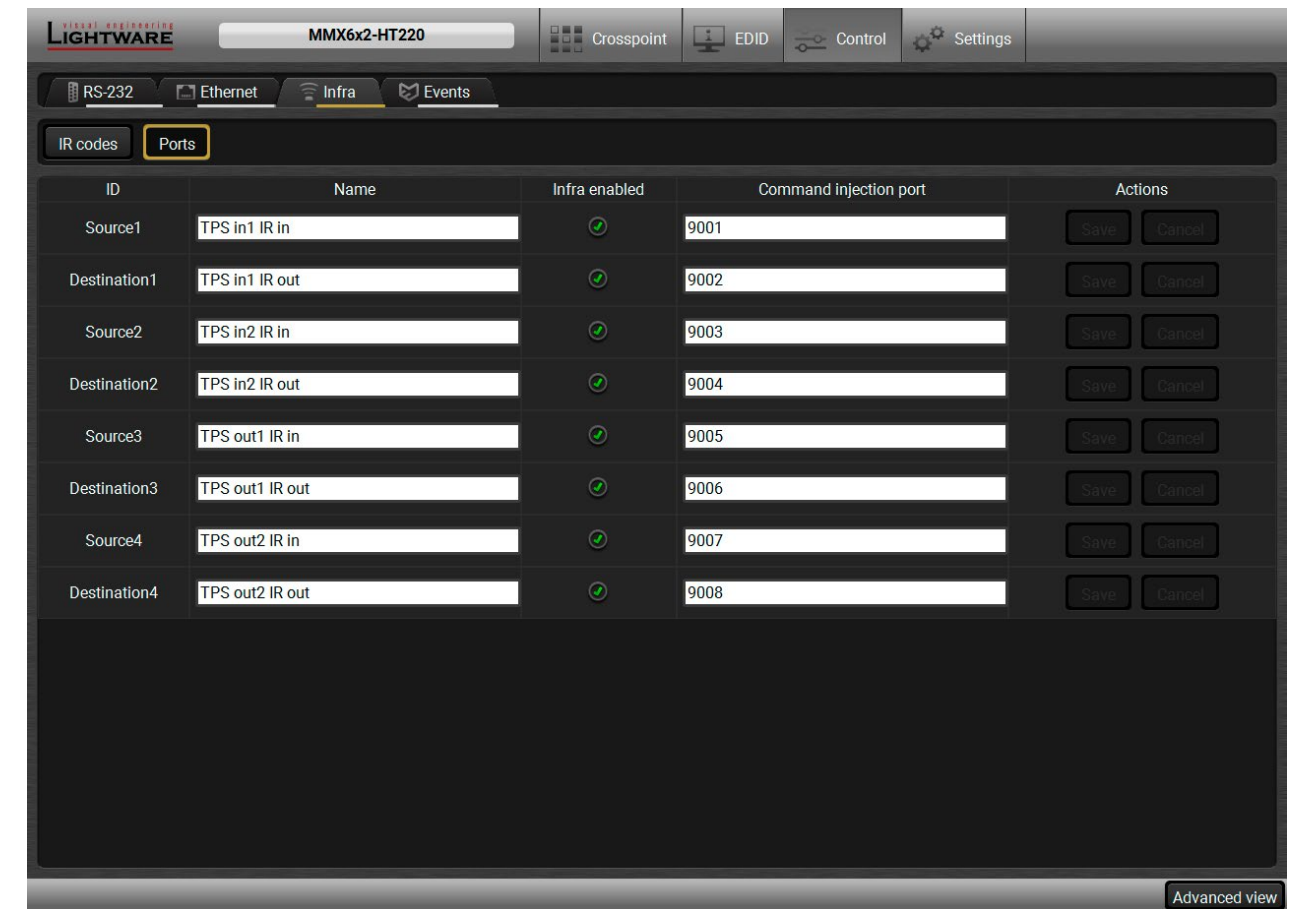 visual engineering
LIGHTWARE
MMX6x2-HT220
Crosspoint
EDID
Control
Settings
RS-232
Ethernet
Infra
Events
IR codes
Ports
ID Name Infra enabled Command injection port Actions
Source1 TPS in1 IR in 9001 Save Cancel
Destination1 TPS in1 IR out 9002 Save Cancel
Source2 TPS in2 IR in 9003 Save Cancel
Destination2 TPS in2 IR out 9004 Save Cancel
Source3 TPS out1 IR in 9005 Save Cancel
Destination3 TPS out1 IR out 9006 Save Cancel
Source4 TPS out2 IR in 9007 Save Cancel
Destination4 TPS out2 IR out 9008 Save Cancel
Advanced view